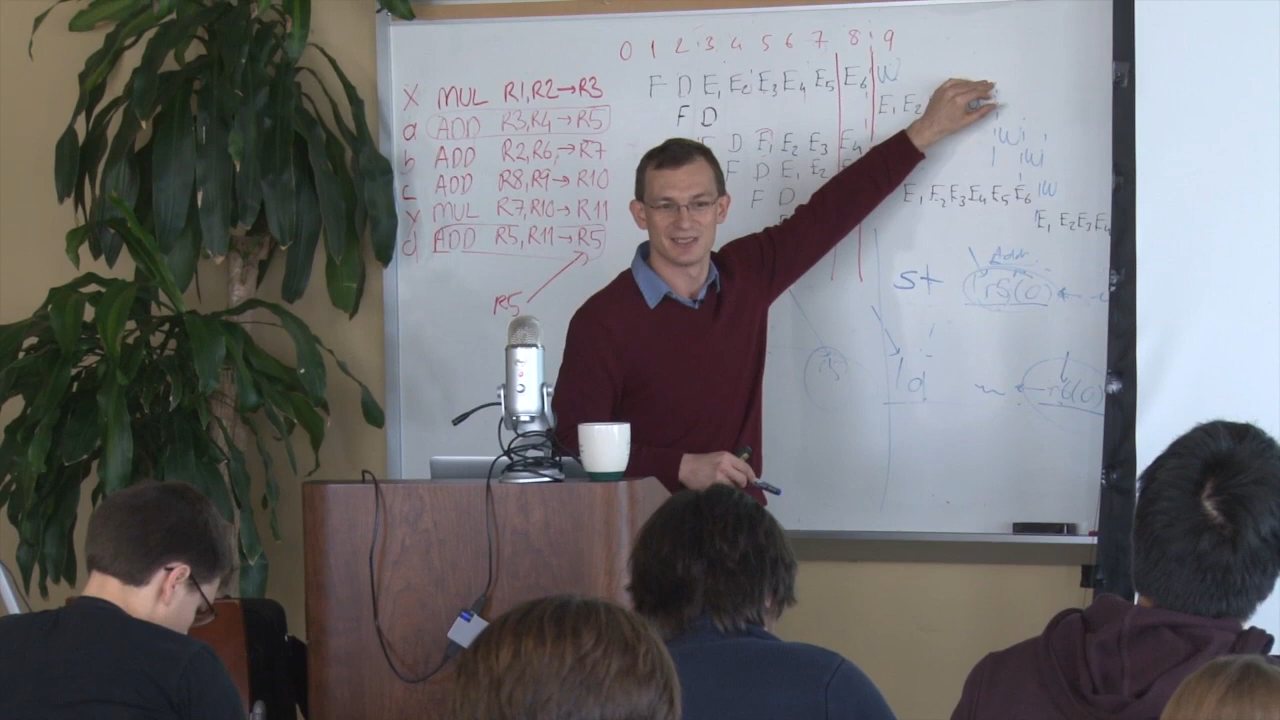 0 1 2 3 4 5 6 7 8 9
X MUL R1,R2→R3 F D E1 E2 E3 E4 E5 E6 W
a ADD R3,R4→R5 F D E1 E2
b ADD R2,R6,→R7 D E1 E2 E3 E4 W
c ADD R8,R9→R10 F D E1 E2 W
Y MUL R7,R10→R11 F D E1 E2 E3 E4 E5 E6 W
d ADD R5,R11→R5 E1 E2 E3 E4
R5
St r5(0) ←
ld ← r6(0)